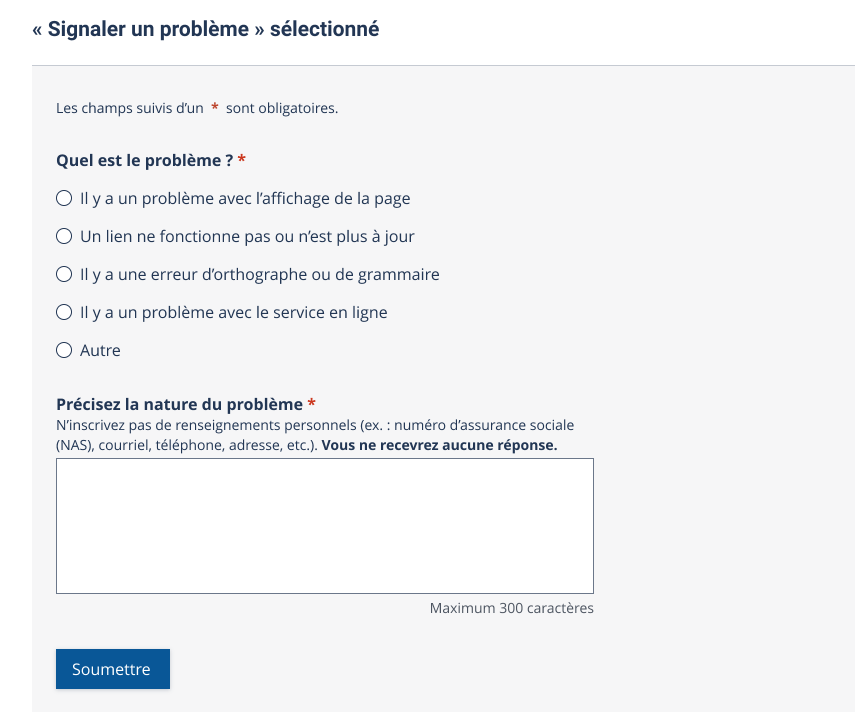 « Signaler un problème » sélectionné
Les champs suivis d’un * sont obligatoires.
Quel est le problème ? *
Il y a un problème avec l’affichage de la page
Un lien ne fonctionne pas ou n’est plus à jour
Il y a une erreur d’orthographe ou de grammaire
Il y a un problème avec le service en ligne
Autre
Précisez la nature du problème *
N’inscrivez pas de renseignements personnels (ex. : numéro d’assurance sociale
(NAS), courriel, téléphone, adresse, etc.). Vous ne recevrez aucune réponse.
Maximum 300 caractères
Soumettre